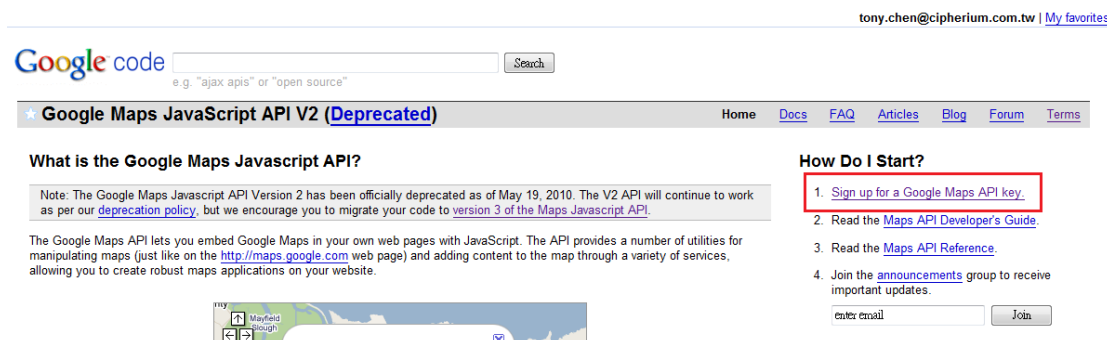 tony.chen@cipherium.com.tw | My favorites
Google code
Search
e.g. "ajax apis" or "open source"
Google Maps JavaScript API V2 (Deprecated)
Home Docs FAQ Articles Blog Forum Terms
What is the Google Maps Javascript API?
Note: The Google Maps Javascript API Version 2 has been officially deprecated as of May 19, 2010. The V2 API will continue to work
as per our deprecation policy, but we encourage you to migrate your code to version 3 of the Maps Javascript API.
The Google Maps API lets you embed Google Maps in your own web pages with JavaScript. The API provides a number of utilities for
manipulating maps (just like on the http://maps.google.com web page) and adding content to the map through a variety of services,
allowing you to create robust maps applications on your website.
Mayfield
Slough
How Do I Start?
1. Sign up for a Google Maps API key.
2. Read the Maps API Developer's Guide.
3. Read the Maps API Reference.
4. Join the announcements group to receive
important updates.
enter email
Join